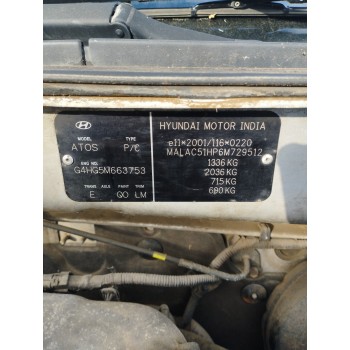 HYUNDAI MOTOR INDIA
MODEL TYPE
ATOS P/C
ENG NO.
G4HG5M663753
TRANS AXLE PAINT TRIM
E QO LM
e11*2001/116*0220
MALAC51HP6M729512
1336 KG
2036 KG
715 KG
690 KG